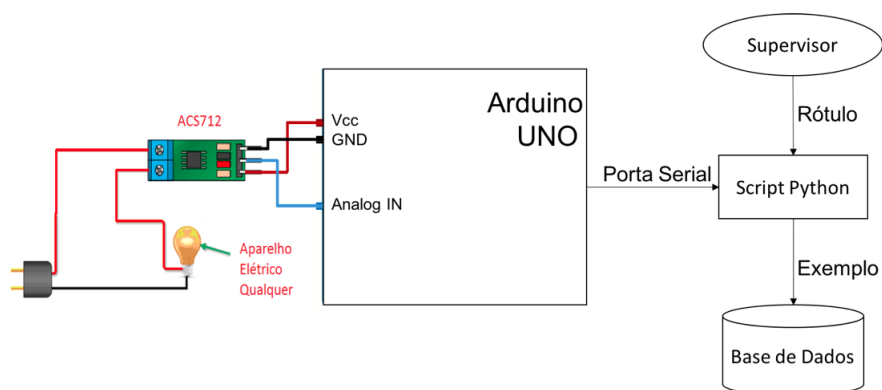 ACS712
Vcc
GND
Analog IN
Arduino
UNO
Aparelho
Elétrico
Qualquer
Porta Serial
Supervisor
Rótulo
Script Python
Exemplo
Base de Dados